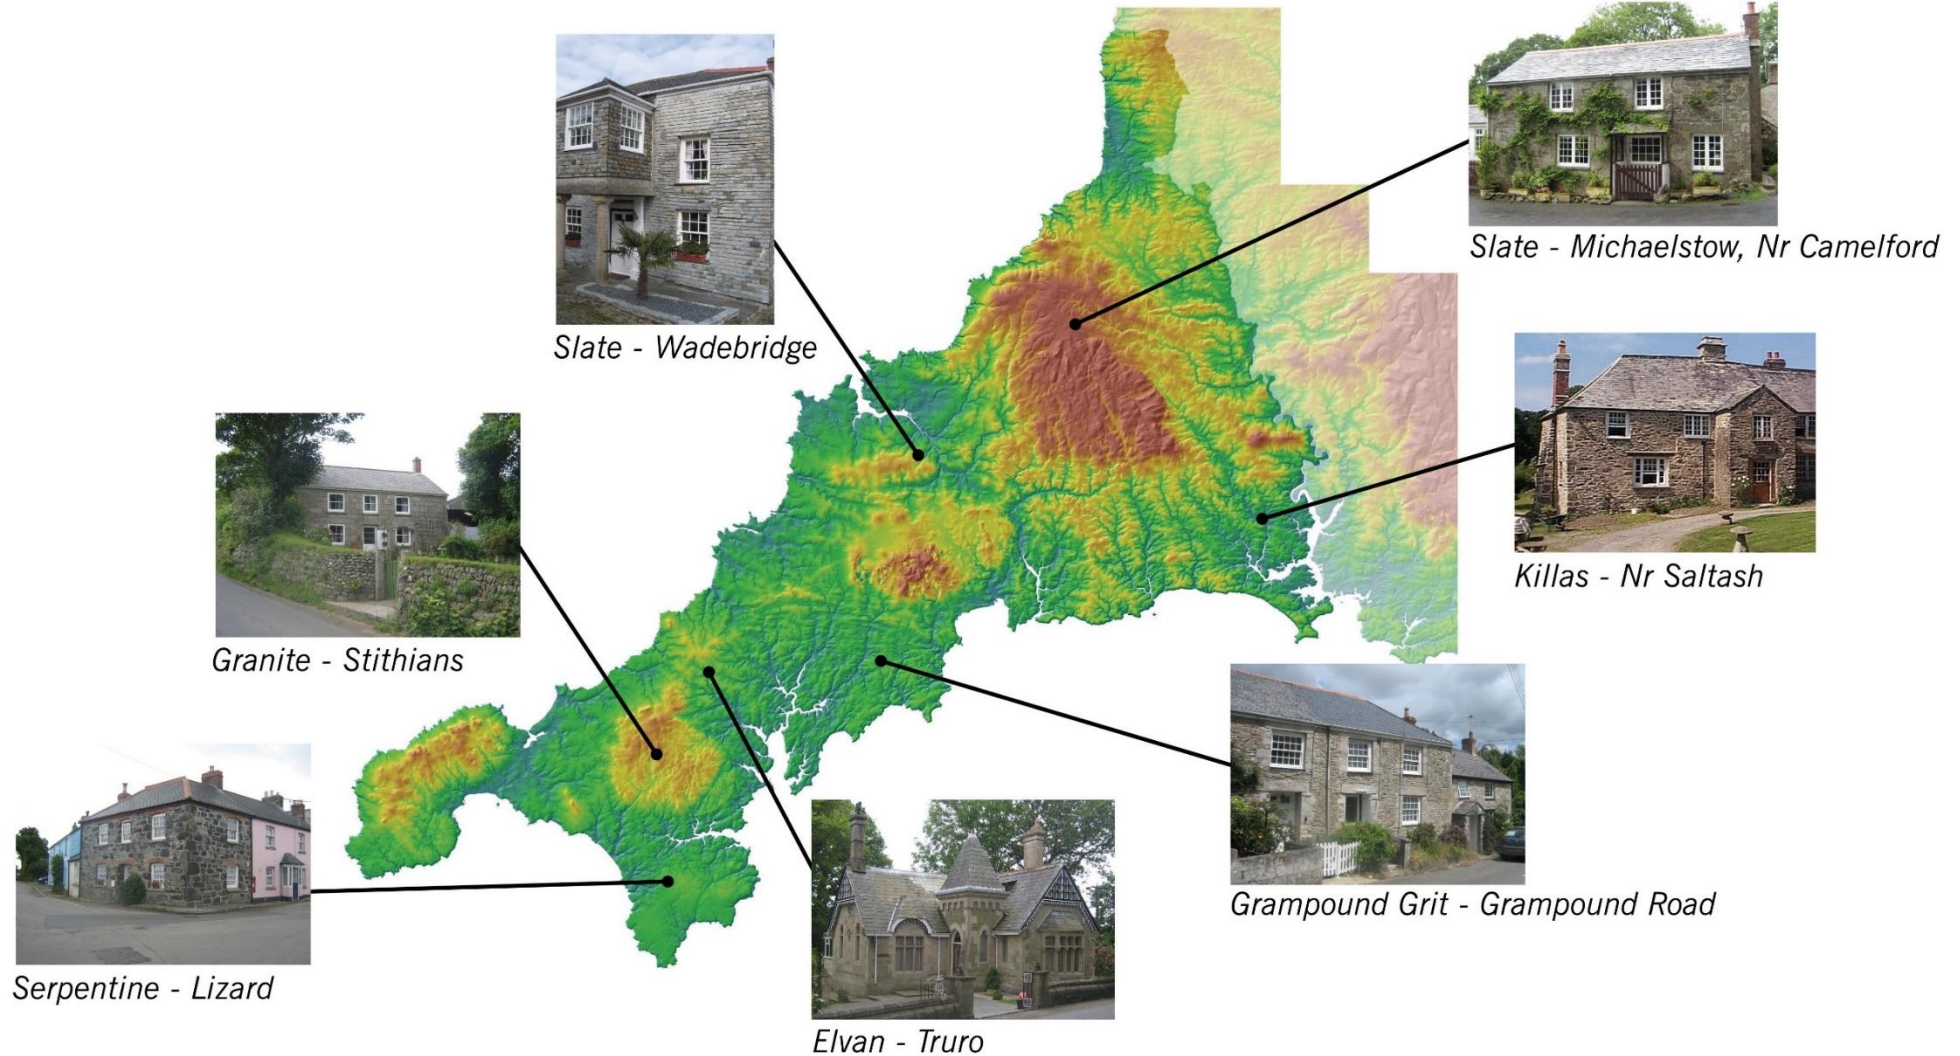 Slate - Michaelstow, Nr Camelford
Slate - Wadebridge
Killas - Nr Saltash
Granite - Stithians
Grampound Grit - Grampound Road
Serpentine - Lizard
Elvan - Truro